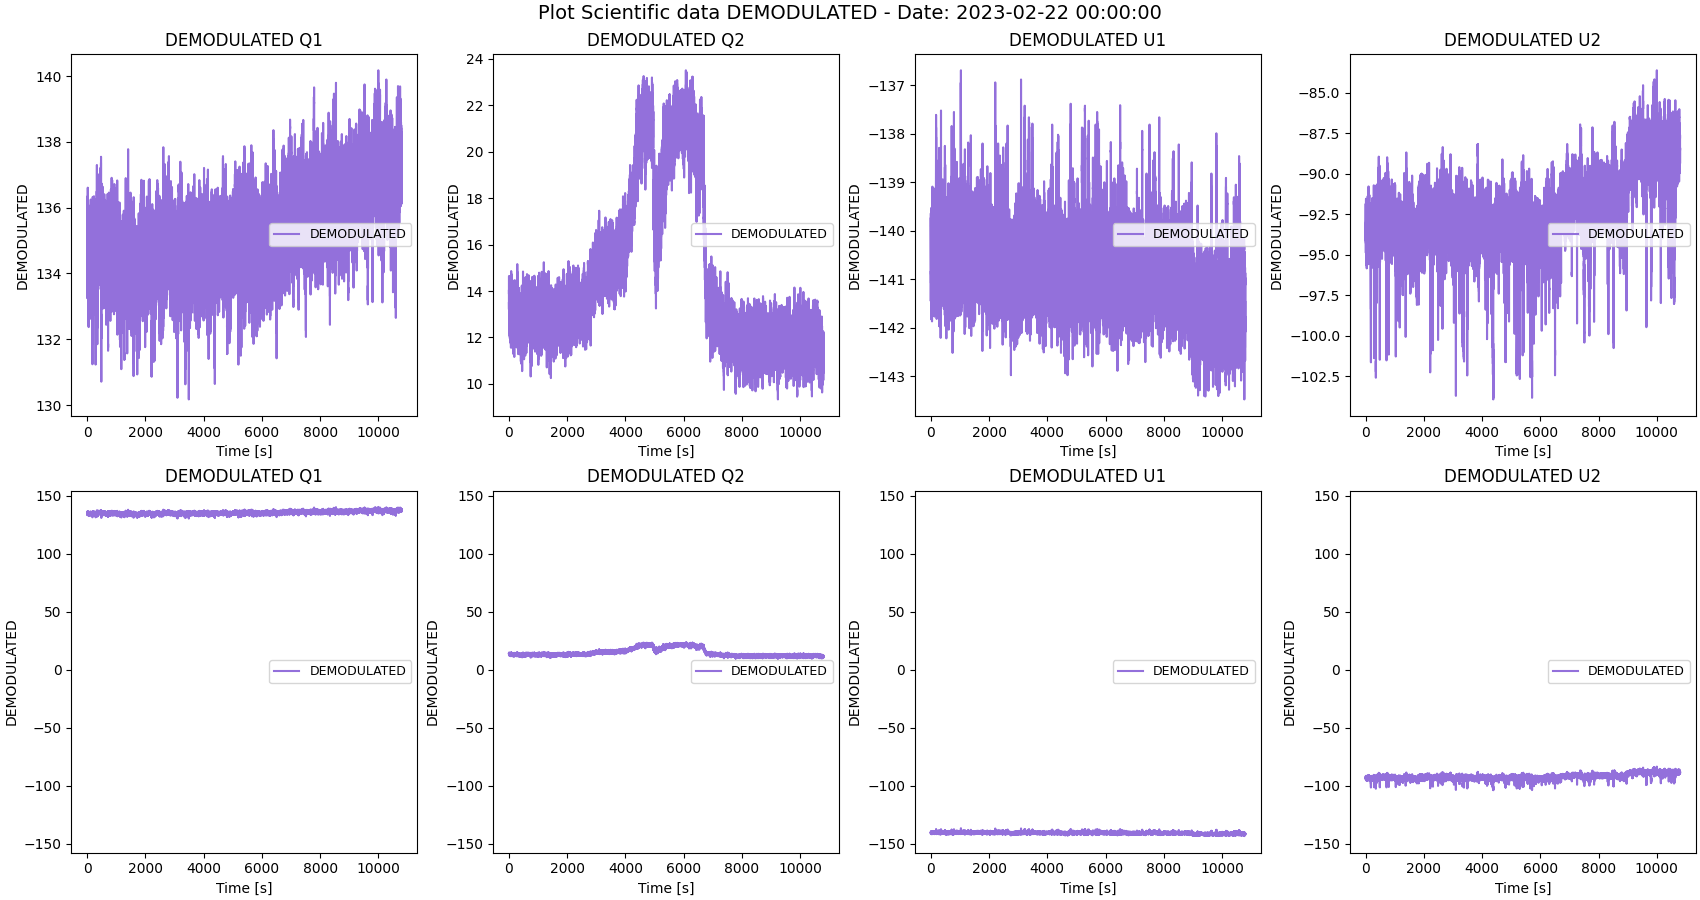 Plot Scientific data DEMODULATED - Date: 2023-02-22 00:00:00
DEMODULATED Q1
DEMODULATED
140
138
136
134
132
130
DEMODULATED
0 2000 4000 6000 8000 10000
Time [s]
DEMODULATED Q2
DEMODULATED
24
22
20
18
16
14
12
10
DEMODULATED
0 2000 4000 6000 8000 10000
Time [s]
DEMODULATED U1
DEMODULATED
−137
−138
−139
−140
−141
−142
−143
DEMODULATED
0 2000 4000 6000 8000 10000
Time [s]
DEMODULATED U2
DEMODULATED
−85.0
−87.5
−90.0
−92.5
−95.0
−97.5
−100.0
−102.5
DEMODULATED
0 2000 4000 6000 8000 10000
Time [s]
DEMODULATED Q1
DEMODULATED
150
100
50
0
−50
−100
−150
DEMODULATED
0 2000 4000 6000 8000 10000
Time [s]
DEMODULATED Q2
DEMODULATED
150
100
50
0
−50
−100
−150
DEMODULATED
0 2000 4000 6000 8000 10000
Time [s]
DEMODULATED U1
DEMODULATED
150
100
50
0
−50
−100
−150
DEMODULATED
0 2000 4000 6000 8000 10000
Time [s]
DEMODULATED U2
DEMODULATED
150
100
50
0
−50
−100
−150
DEMODULATED
0 2000 4000 6000 8000 10000
Time [s]